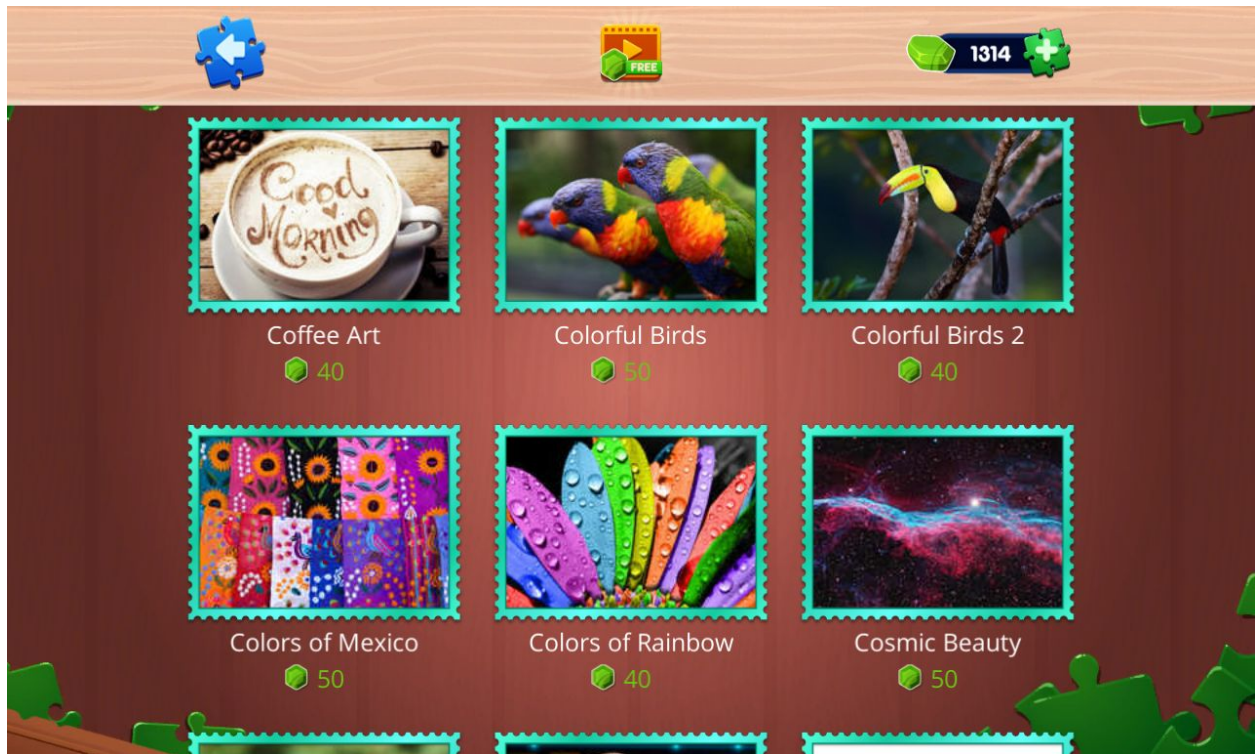 FREE
1314
Good
Morning
Coffee Art
Colorful Birds
Colorful Birds 2
40
50
40
Colors of Mexico
Colors of Rainbow
Cosmic Beauty
50
40
50